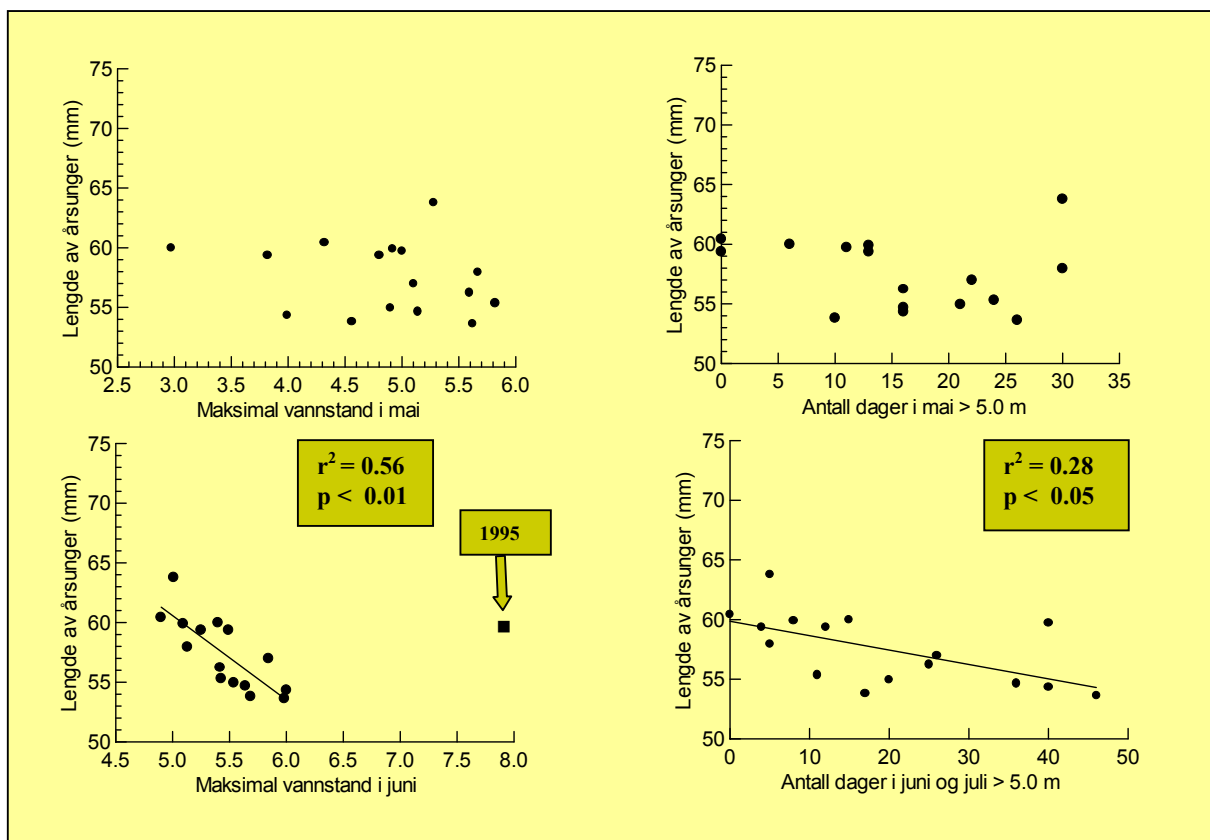 75
70
65
60
55
50
Lengde av årsunger (mm)
2.5 3.0 3.5 4.0 4.5 5.0 5.5 6.0
Maksimal vannstand i mai
75
70
65
60
55
50
Lengde av årsunger (mm)
0 5 10 15 20 25 30 35
Antall dager i mai > 5.0 m
75
70
65
60
55
50
Lengde av årsunger (mm)
r² = 0.56
p < 0.01
1995
4.5 5.0 5.5 6.0 6.5 7.0 7.5 8.0
Maksimal vannstand i juni
75
70
65
60
55
50
Lengde av årsunger (mm)
r² = 0.28
p < 0.05
0 10 20 30 40 50
Antall dager i juni og juli > 5.0 m